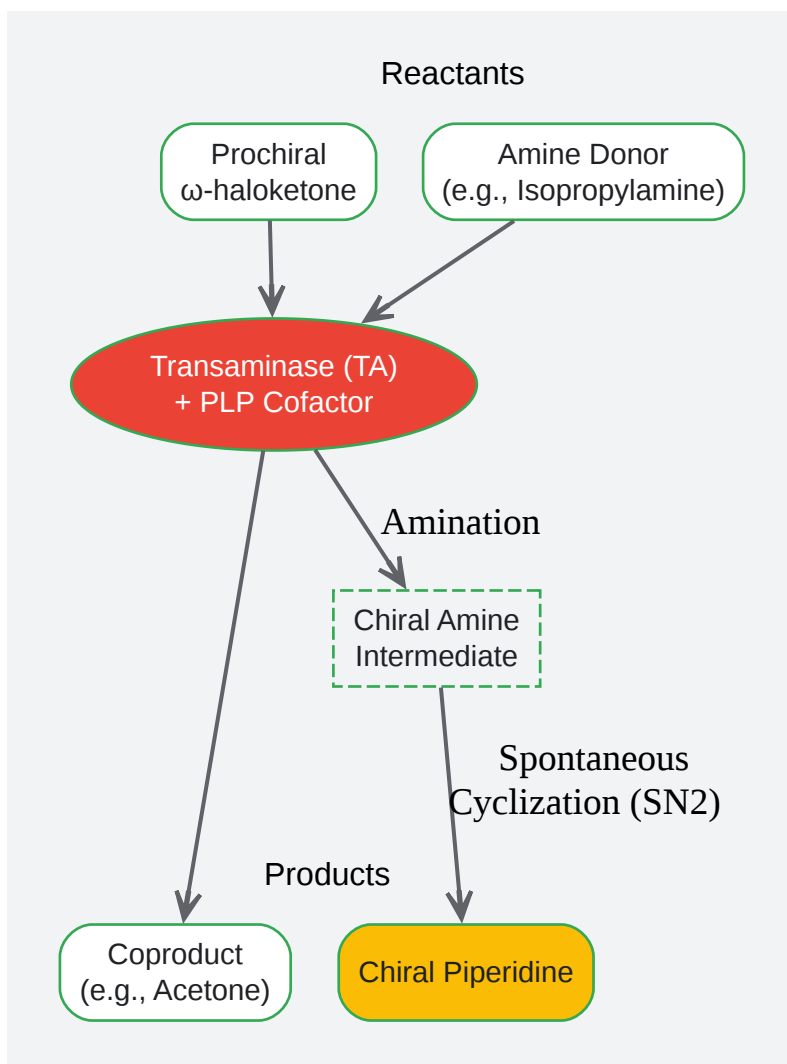 Reactants
Prochiral
ω-haloketone
Amine Donor
(e.g., Isopropylamine)
Transaminase (TA)
+ PLP Cofactor
Amination
Chiral Amine
Intermediate
Spontaneous
Cyclization (SN2)
Products
Coproduct
(e.g., Acetone)
Chiral Piperidine